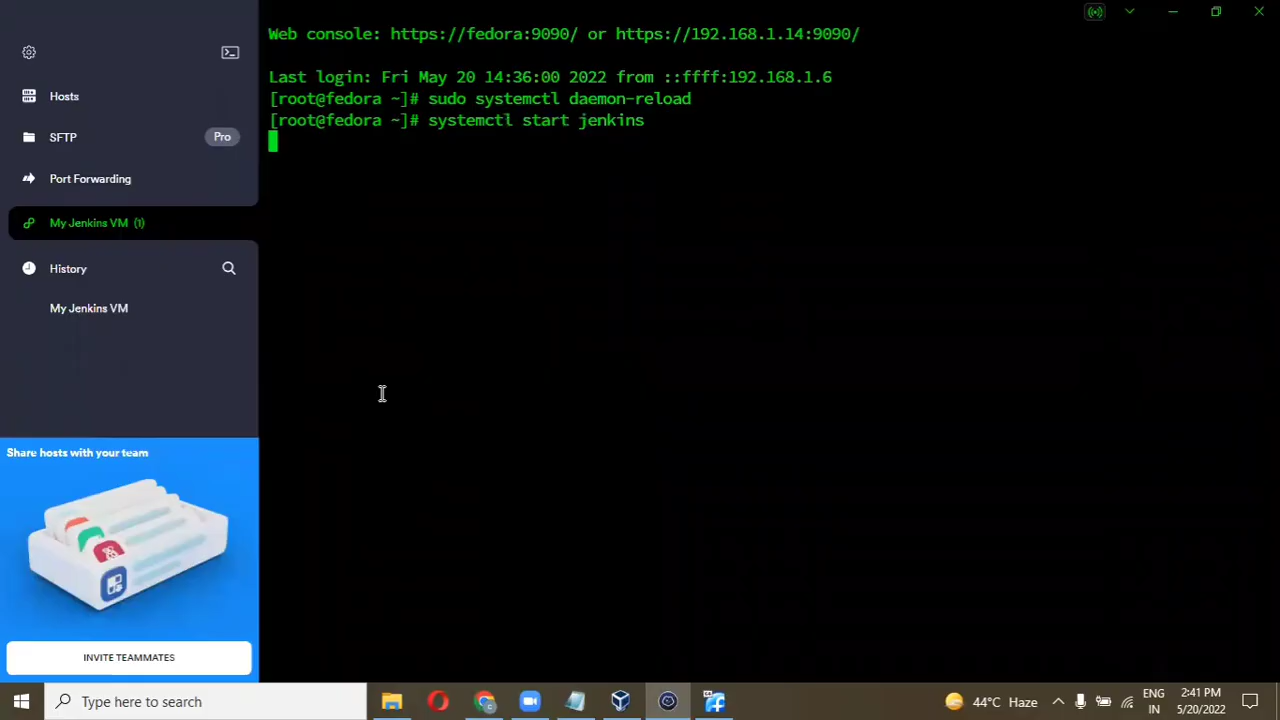 Web console: https://fedora:9090/ or https://192.168.1.14:9090/
Last login: Fri May 20 14:36:00 2022 from ::ffff:192.168.1.6
[root@fedora ~]# sudo systemctl daemon-reload
[root@fedora ~]# systemctl start jenkins
Hosts
SFTP Pro
Port Forwarding
My Jenkins VM (1)
History
My Jenkins VM
Share hosts with your team
INVITE TEAMMATES
Type here to search
44°C Haze
ENG
IN
2:41 PM
5/20/2022